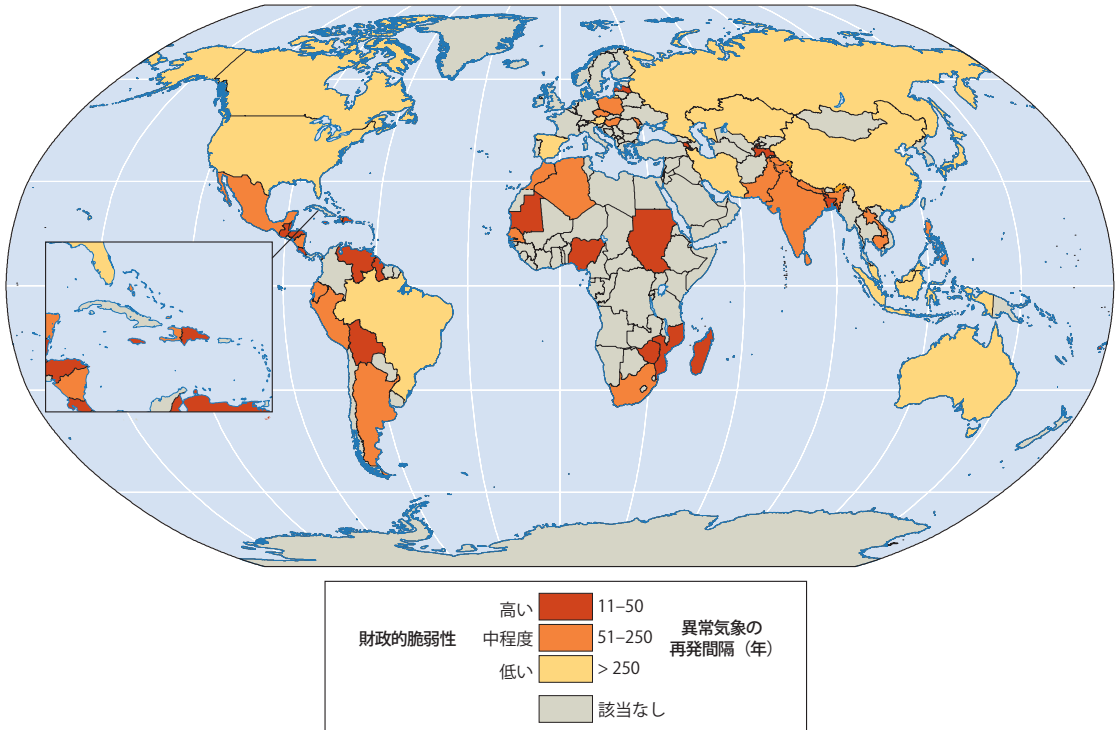 財政的脆弱性
高い
中程度
低い
11–50
51–250
> 250
該当なし
異常気象の
再発間隔（年）